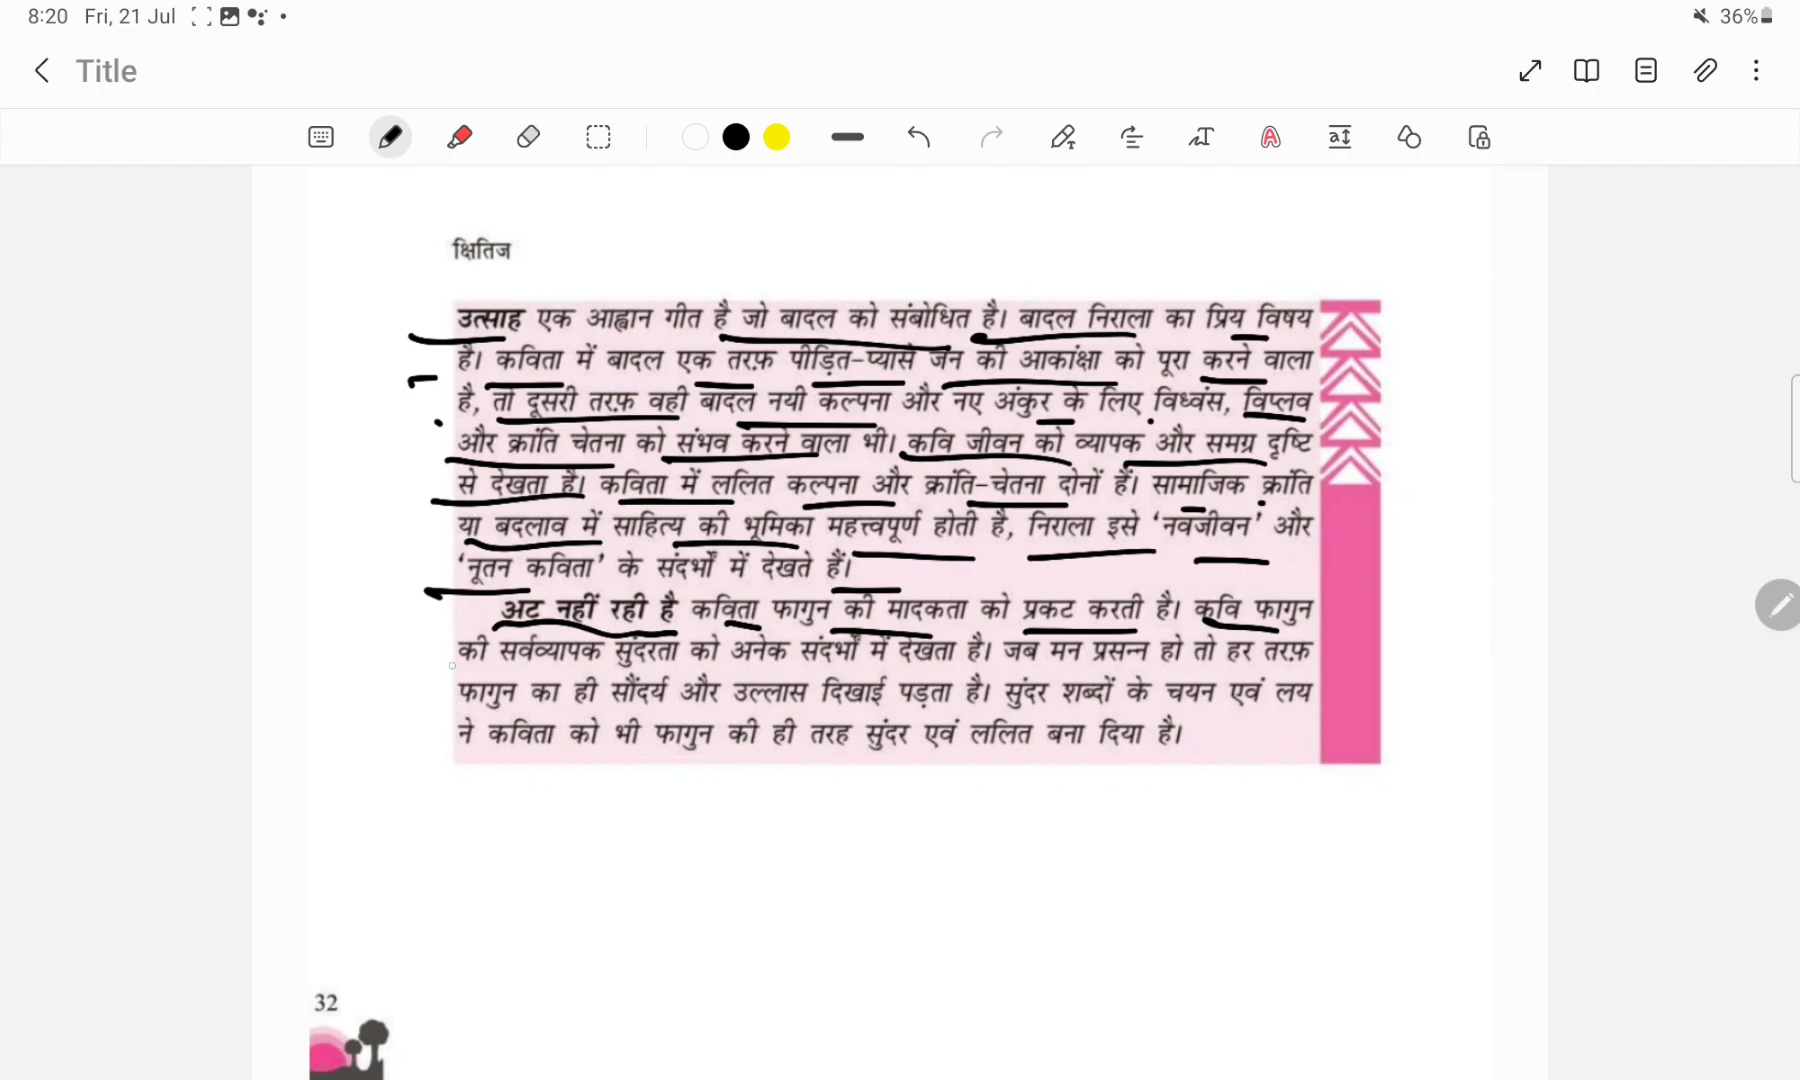 8:20 Fri, 21 Jul 36%
Title
क्षितिज
उत्साह एक आह्वान गीत है जो बादल को संबोधित है। बादल निराला का प्रिय विषय
है। कविता में बादल एक तरफ़ पीड़ित-प्यासे जन की आकांक्षा को पूरा करने वाला
है, तो दूसरी तरफ़ वही बादल नयी कल्पना और नए अंकुर के लिए विध्वंस, विप्लव
और क्रांति चेतना को संभव करने वाला भी। कवि जीवन को व्यापक और समग्र दृष्टि
से देखता है। कविता में ललित कल्पना और क्रांति-चेतना दोनों हैं। सामाजिक क्रांति
या बदलाव में साहित्य की भूमिका महत्त्वपूर्ण होती है, निराला इसे ‘नवजीवन’ और
‘नूतन कविता’ के संदर्भों में देखते हैं।
अट नहीं रही है कविता फागुन की मादकता को प्रकट करती है। कवि फागुन
की सर्वव्यापक सुंदरता को अनेक संदर्भों में देखता है। जब मन प्रसन्न हो तो हर तरफ़
फागुन का ही सौंदर्य और उल्लास दिखाई पड़ता है। सुंदर शब्दों के चयन एवं लय
ने कविता को भी फागुन की ही तरह सुंदर एवं ललित बना दिया है।
32